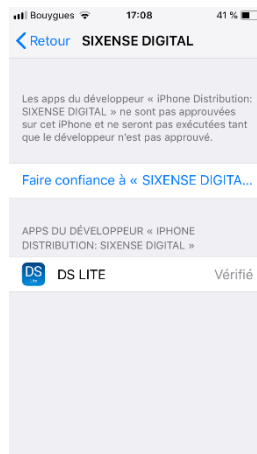 Bouygues 17:08 41 %
Retour SIXENSE DIGITAL
Les apps du développeur « iPhone Distribution:
SIXENSE DIGITAL » ne sont pas approuvées
sur cet iPhone et ne seront pas exécutées tant
que le développeur n'est pas approuvé.
Faire confiance à « SIXENSE DIGITA...
APPS DU DÉVELOPPEUR « IPHONE
DISTRIBUTION: SIXENSE DIGITAL »
DS
Lite
DS LITE Vérifié